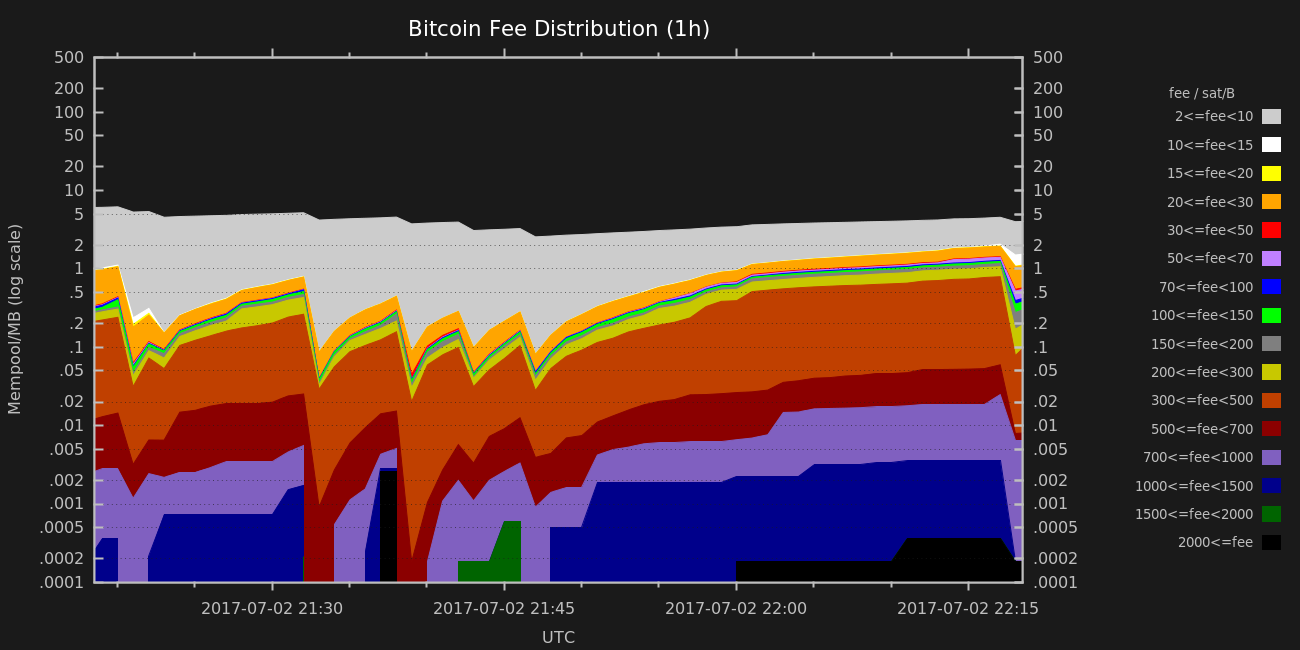 Bitcoin Fee Distribution (1h)
500 500
200 200
100 100
50 50
20 20
10 10
5 5
2 2
1 1
.5 .5
.2 .2
.1 .1
.05 .05
.02 .02
.01 .01
.005 .005
.002 .002
.001 .001
.0005 .0005
.0002 .0002
.0001 .0001
Mempool/MB (log scale)
2017-07-02 21:30 2017-07-02 21:45 2017-07-02 22:00 2017-07-02 22:15
UTC
fee / sat/B
2<=fee<10
10<=fee<15
15<=fee<20
20<=fee<30
30<=fee<50
50<=fee<70
70<=fee<100
100<=fee<150
150<=fee<200
200<=fee<300
300<=fee<500
500<=fee<700
700<=fee<1000
1000<=fee<1500
1500<=fee<2000
2000<=fee